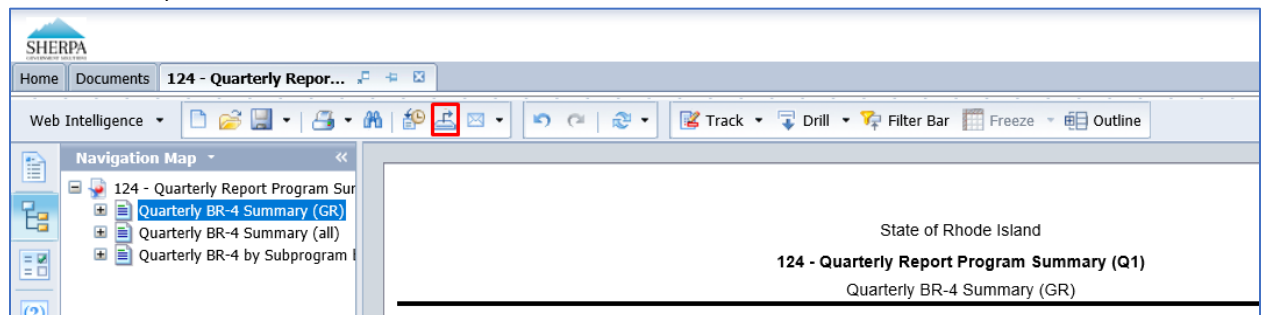 SHERPA
Home Documents 124 - Quarterly Repor...
Web Intelligence Track Drill Filter Bar Freeze Outline
Navigation Map
124 - Quarterly Report Program Sur
Quarterly BR-4 Summary (GR)
Quarterly BR-4 Summary (all)
Quarterly BR-4 by Subprogram
State of Rhode Island
124 - Quarterly Report Program Summary (Q1)
Quarterly BR-4 Summary (GR)